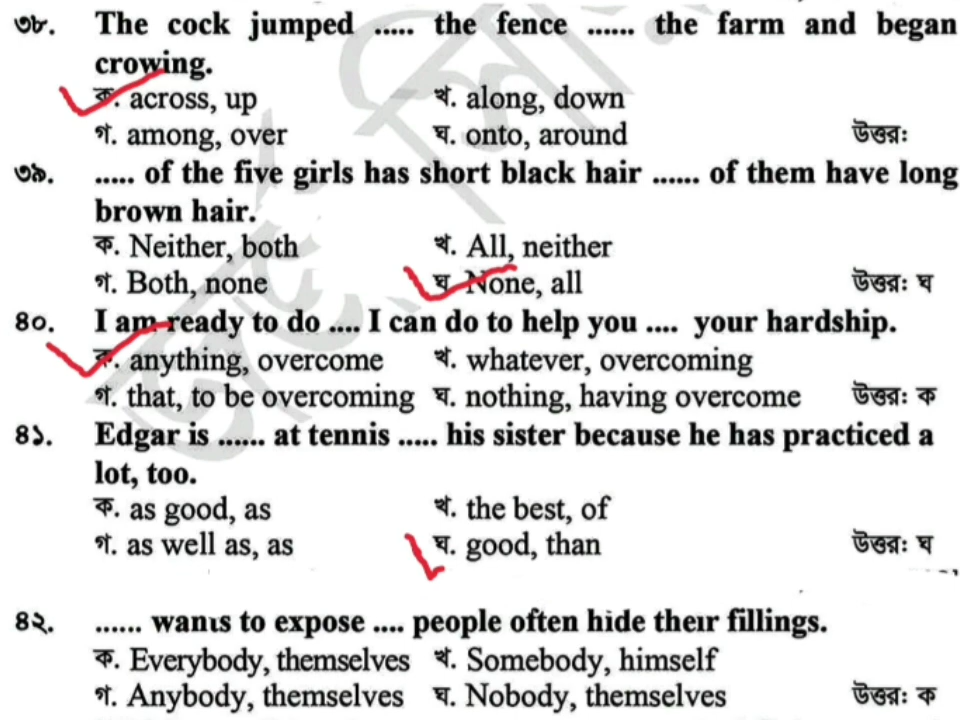 ৩৮. The cock jumped ..... the fence ...... the farm and began
crowing.
ক. across, up খ. along, down
গ. among, over ঘ. onto, around উত্তরঃ
৩৯. ..... of the five girls has short black hair ...... of them have long
brown hair.
ক. Neither, both খ. All, neither
গ. Both, none ঘ. None, all উত্তরঃ ঘ
৪০. I am ready to do .... I can do to help you .... your hardship.
ক. anything, overcome খ. whatever, overcoming
গ. that, to be overcoming ঘ. nothing, having overcome উত্তরঃ ক
৪১. Edgar is ...... at tennis ..... his sister because he has practiced a
lot, too.
ক. as good, as খ. the best, of
গ. as well as, as ঘ. good, than উত্তরঃ ঘ
৪২. ...... wants to expose .... people often hide their fillings.
ক. Everybody, themselves খ. Somebody, himself
গ. Anybody, themselves ঘ. Nobody, themselves উত্তরঃ ক